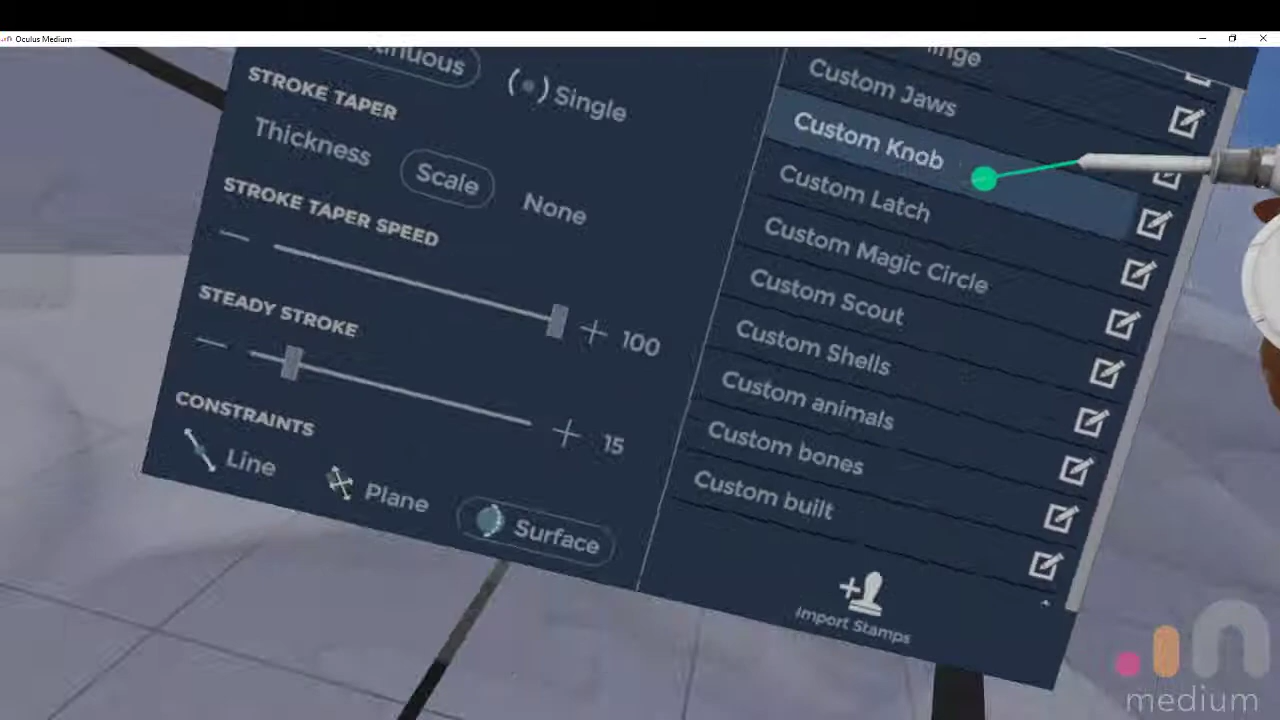 Oculus Medium
Single
STROKE TAPER
Thickness
Scale
None
STROKE TAPER SPEED
100
STEADY STROKE
15
CONSTRAINTS
Line
Plane
Surface
Custom Jaws
Custom Knob
Custom Latch
Custom Magic Circle
Custom Scout
Custom Shells
Custom animals
Custom bones
Custom built
Import Stamps
medium